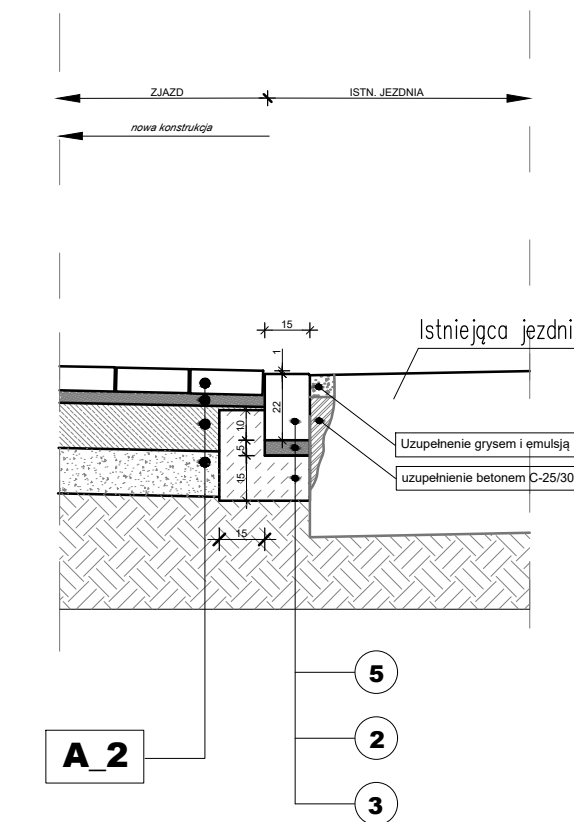 ZJAZD
ISTN. JEZDNIA
nowa konstrukcja
15
Istniejąca jezdni
1
22
10
5
15
Uzupełnenie grysem i emulsją
uzupełnienie betonem C-25/30
15
5
2
A_2
3